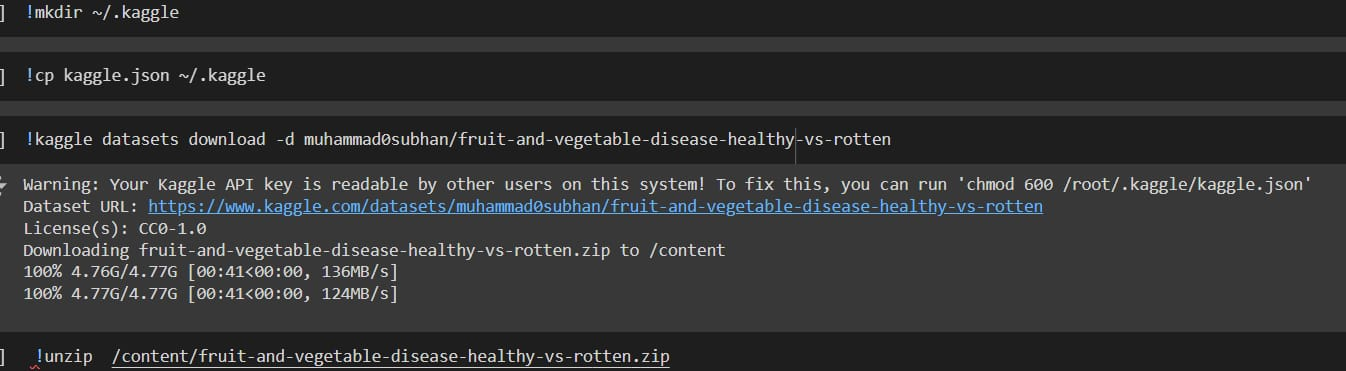 ] !mkdir ~/.kaggle
] !cp kaggle.json ~/.kaggle
] !kaggle datasets download -d muhammad0subhan/fruit-and-vegetable-disease-healthy-vs-rotten
Warning: Your Kaggle API key is readable by other users on this system! To fix this, you can run 'chmod 600 /root/.kaggle/kaggle.json'
Dataset URL: https://www.kaggle.com/datasets/muhammad0subhan/fruit-and-vegetable-disease-healthy-vs-rotten
License(s): CC0-1.0
Downloading fruit-and-vegetable-disease-healthy-vs-rotten.zip to /content
100% 4.76G/4.77G [00:41<00:00, 136MB/s]
100% 4.77G/4.77G [00:41<00:00, 124MB/s]
] !unzip  /content/fruit-and-vegetable-disease-healthy-vs-rotten.zip